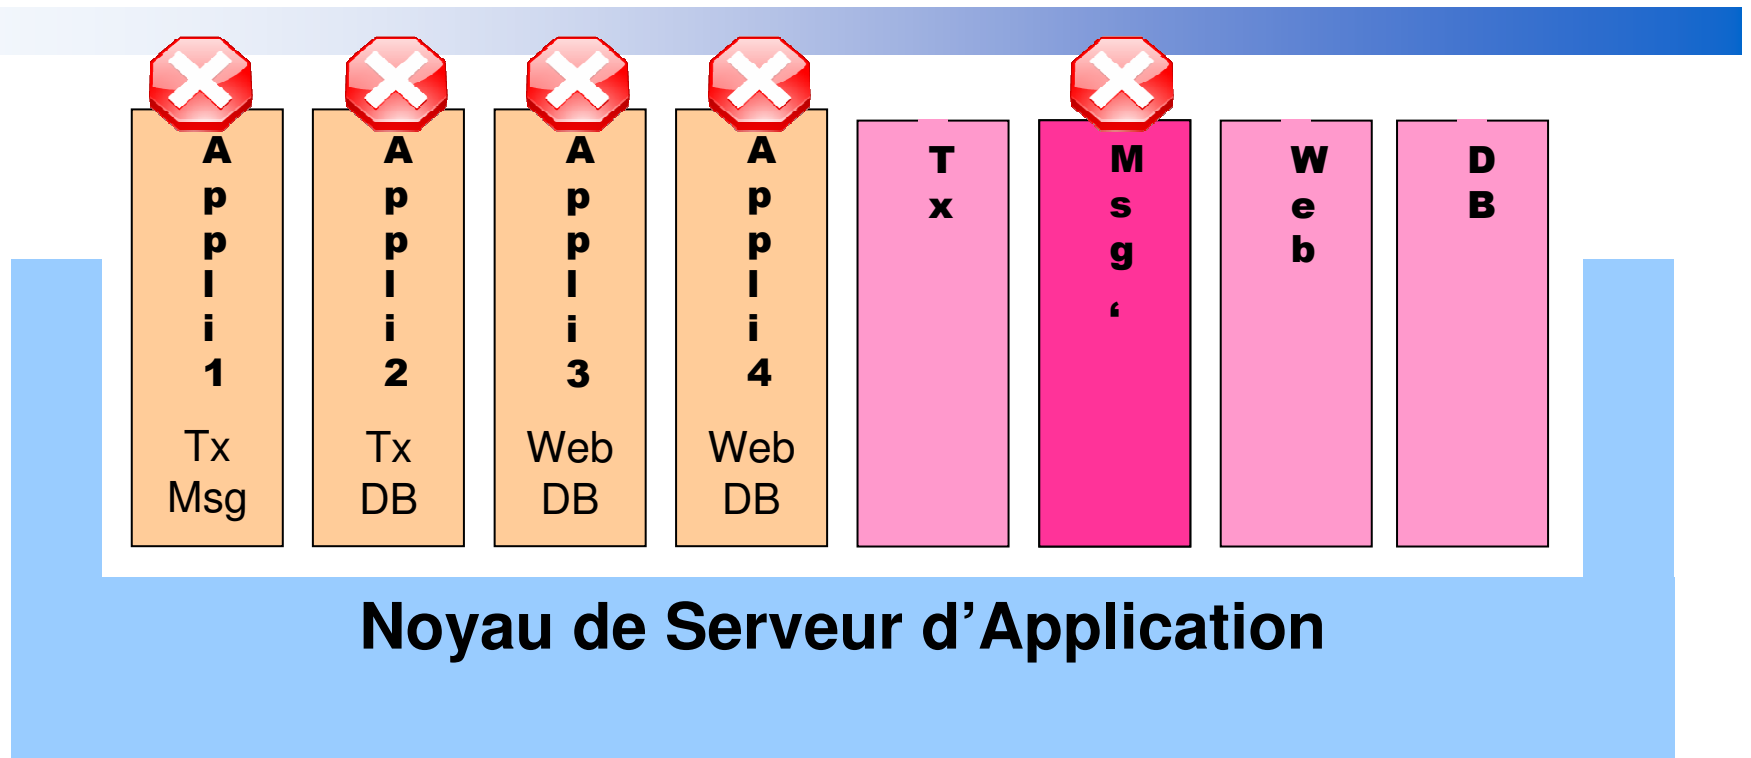 Appli1
Tx
Msg
Appli2
Tx
DB
Appli3
Web
DB
Appli4
Web
DB
Tx
Msg‘
Web
DB
Noyau de Serveur d’Application